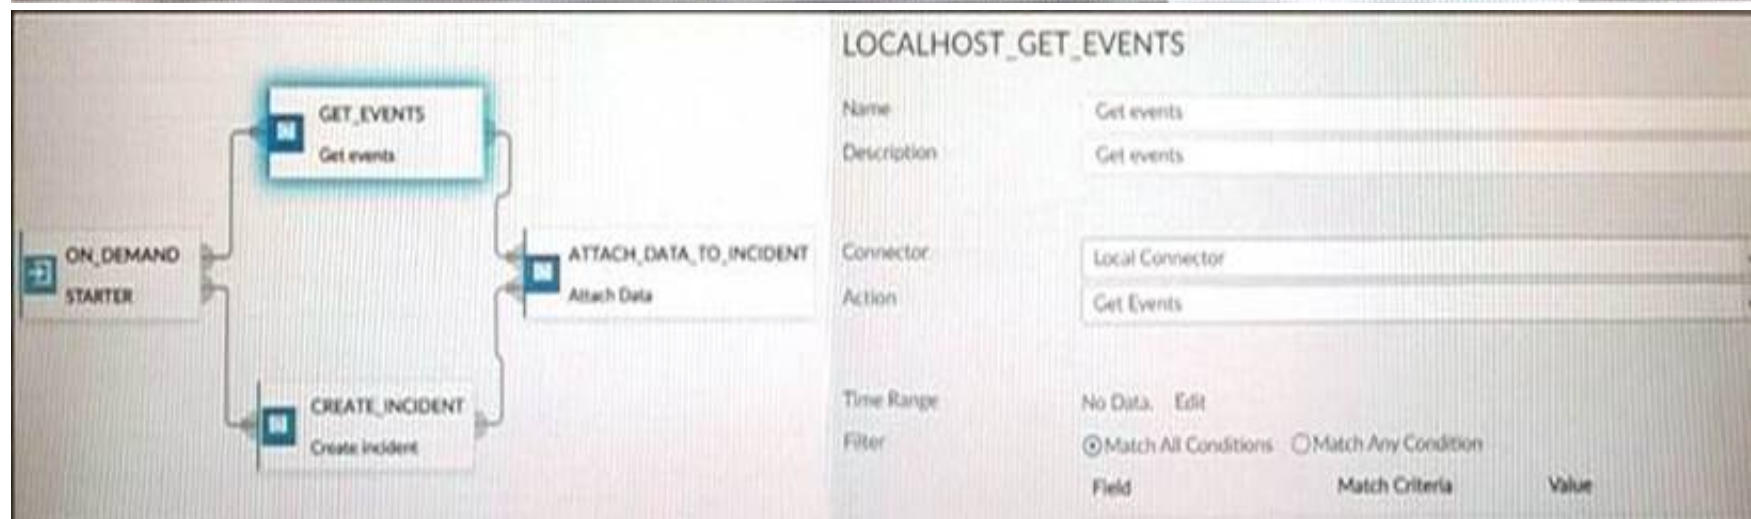 GET_EVENTS
Get events
ON_DEMAND
STARTER
ATTACH_DATA_TO_INCIDENT
Attach Data
CREATE_INCIDENT
Create incident
LOCALHOST_GET_EVENTS
Name Get events
Description Get events
Connector Local Connector
Action Get Events
Time Range No Data. Edit
Filter Match All Conditions Match Any Condition
Field Match Criteria Value